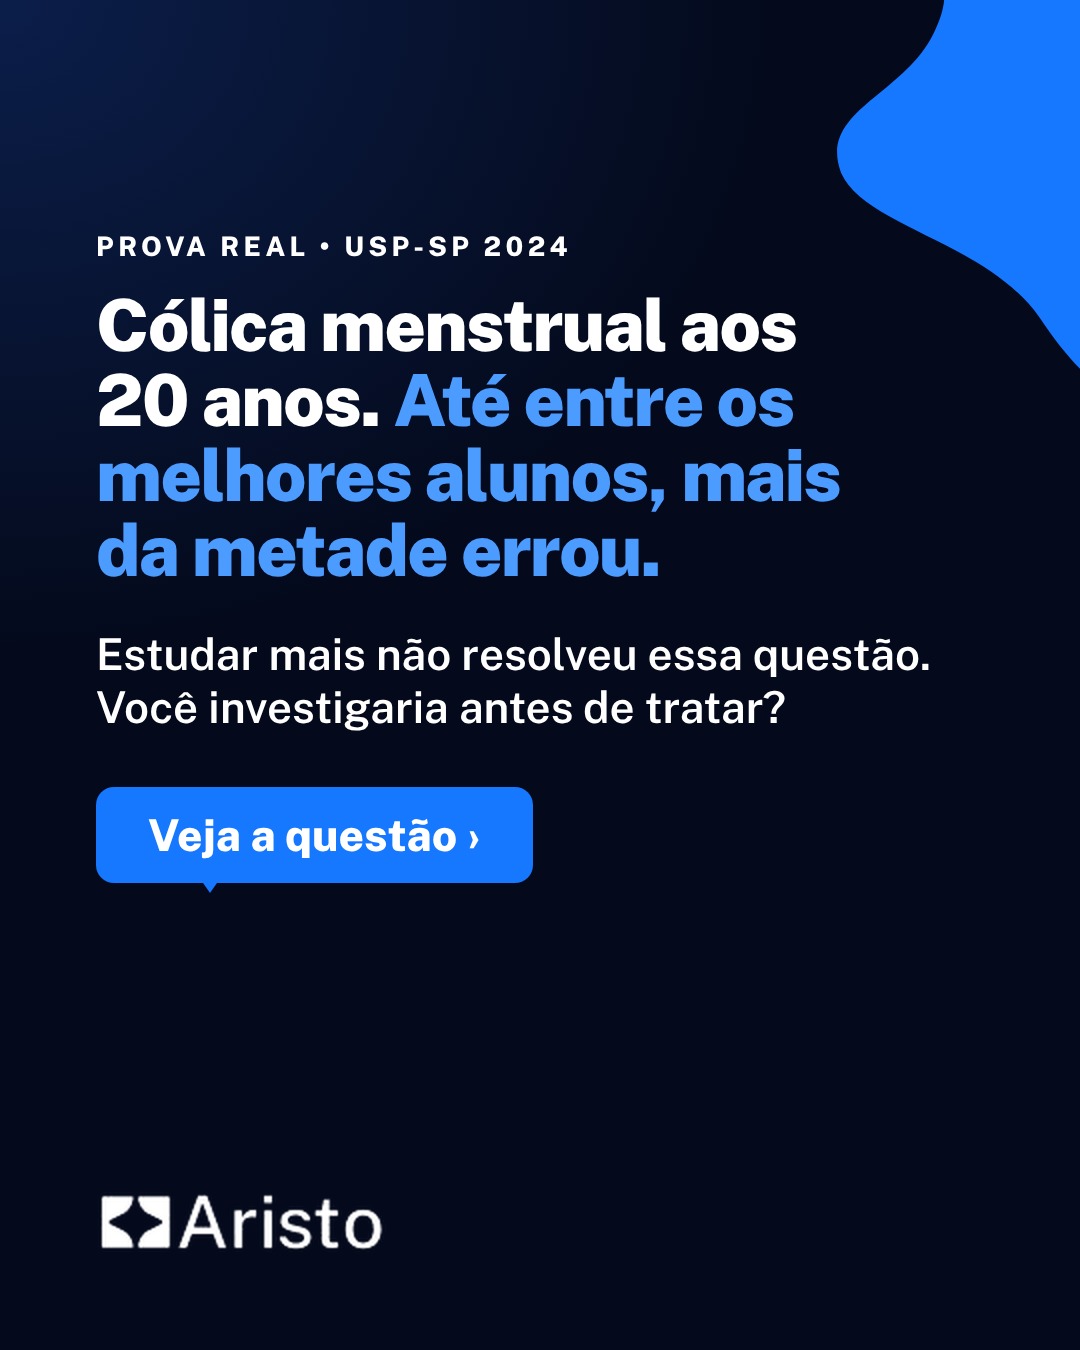 PROVA REAL • USP-SP 2024
Cólica menstrual aos
20 anos. Até entre os
melhores alunos, mais
da metade errou.
Estudar mais não resolveu essa questão.
Você investigaria antes de tratar?
Veja a questão ›
Aristo